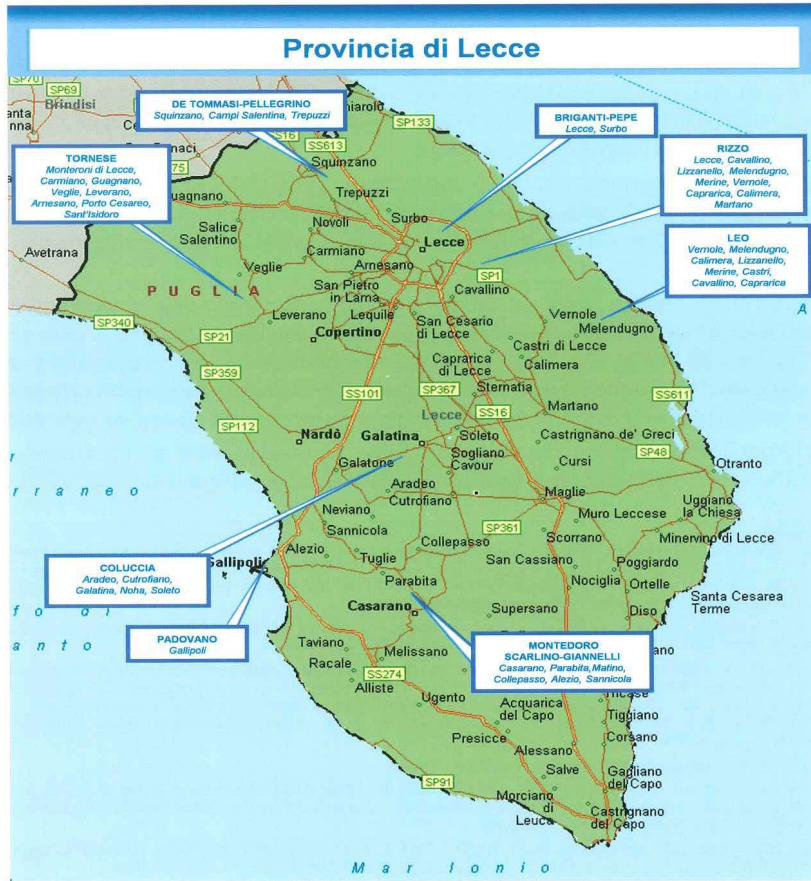 Provincia di Lecce
SP70
SP69
Brindisi
DE TOMMASI-PELLEGRINO
Squinzano, Campi Salentina, Trepuzzi
SP133
BRIGANTI-PEPE
Lecce, Surbo
SS16
SS613
TORNESE
Monteroni di Lecce,
Carmiano, Guagnano,
Veglie, Leverano,
Arnesano, Porto Cesareo,
Sant'Isidoro
RIZZO
Lecce, Cavallino,
Lizzanello, Melendugno,
Merine, Vernole,
Caprarica, Calimera,
Martano
LEO
Vernole, Melendugno,
Calimera, Lizzanello,
Merine, Castri,
Cavallino, Caprarica
Squinzano
Trepuzzi
Surbo
Salice
Salentino
Novoli
Lecce
Avetrana
Carmiano
Veglie
Arnesano
SP1
PUGLIA
San Pietro
in Lama
Cavallino
Leverano
Lequile
San Cesario
di Lecce
Vernole
Melendugno
SP340
SP21
Copertino
Castri di Lecce
Caprarica
di Lecce
Calimera
SP359
SS101
SP367
Sternatia
SS611
Lecce
SS16
Martano
SP112
Nardò
Galatina
Soleto
Castrignano de' Greci
SP48
Sogliano
Cavour
Galatone
Cursi
Otranto
Aradeo
Cutrofiano
Maglie
Uggiano
la Chiesa
Neviano
Muro Leccese
Sannicola
SP361
Scorrano
Minervino di Lecce
Alezio
Tuglie
Collepasso
San Cassiano
Poggiardo
COLUCCIA
Aradeo, Cutrofiano,
Galatina, Noha, Soleto
Parabita
Nociglia
Ortelle
Santa Cesarea
Terme
Casarano
Supersano
Diso
PADOVANO
Gallipoli
MONTEDORO
SCARLINO-GIANNELLI
Casarano, Parabita,Matino,
Collepasso, Alezio, Sannicola
Taviano
Melissano
Racale
SS274
Alliste
Ugento
Acquarica
del Capo
Tiggiano
Presicce
Corsano
Alessano
Salve
Gagliano
del Capo
SP91
Morciano
di
Leuca
Castrignano
del Capo
Mar Ionio